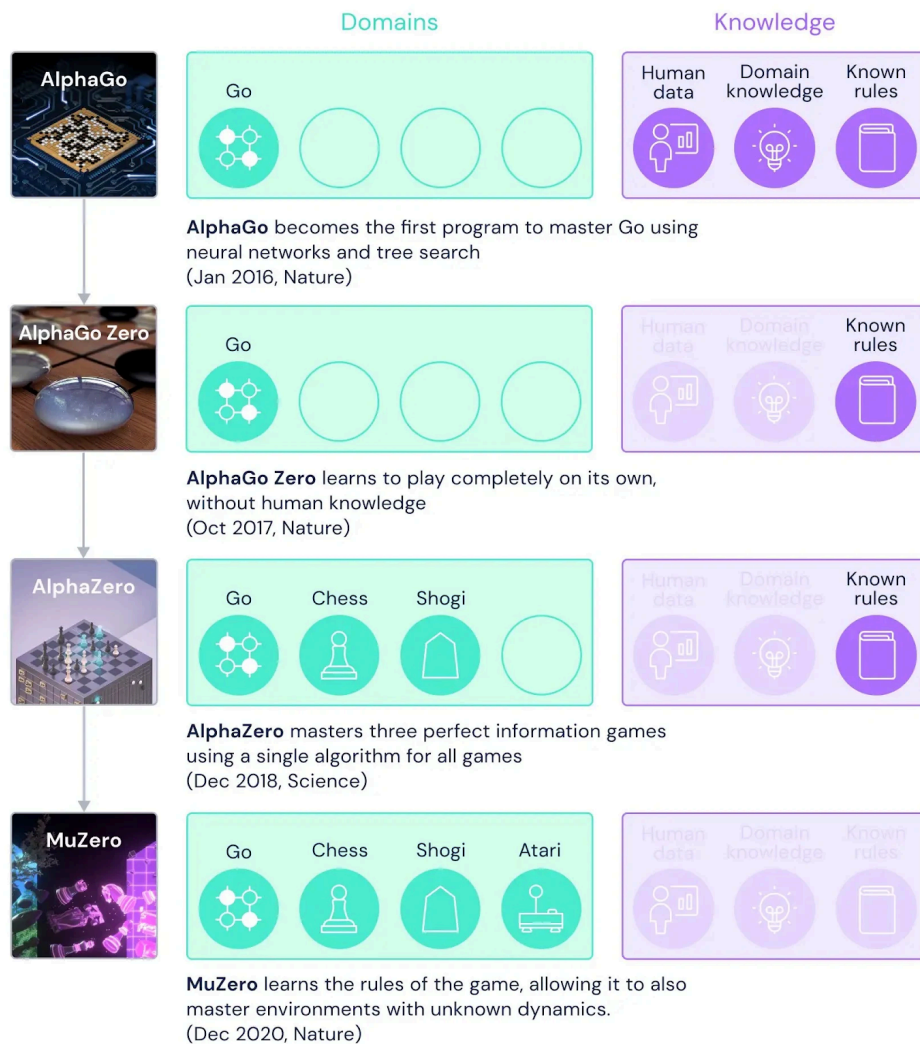 Domains
Knowledge
AlphaGo
Go
Human data
Domain knowledge
Known rules
AlphaGo becomes the first program to master Go using
neural networks and tree search
(Jan 2016, Nature)
AlphaGo Zero
Go
Human data
Domain knowledge
Known rules
AlphaGo Zero learns to play completely on its own,
without human knowledge
(Oct 2017, Nature)
AlphaZero
Go
Chess
Shogi
Human data
Domain knowledge
Known rules
AlphaZero masters three perfect information games
using a single algorithm for all games
(Dec 2018, Science)
MuZero
Go
Chess
Shogi
Atari
Human data
Domain knowledge
Known rules
MuZero learns the rules of the game, allowing it to also
master environments with unknown dynamics.
(Dec 2020, Nature)